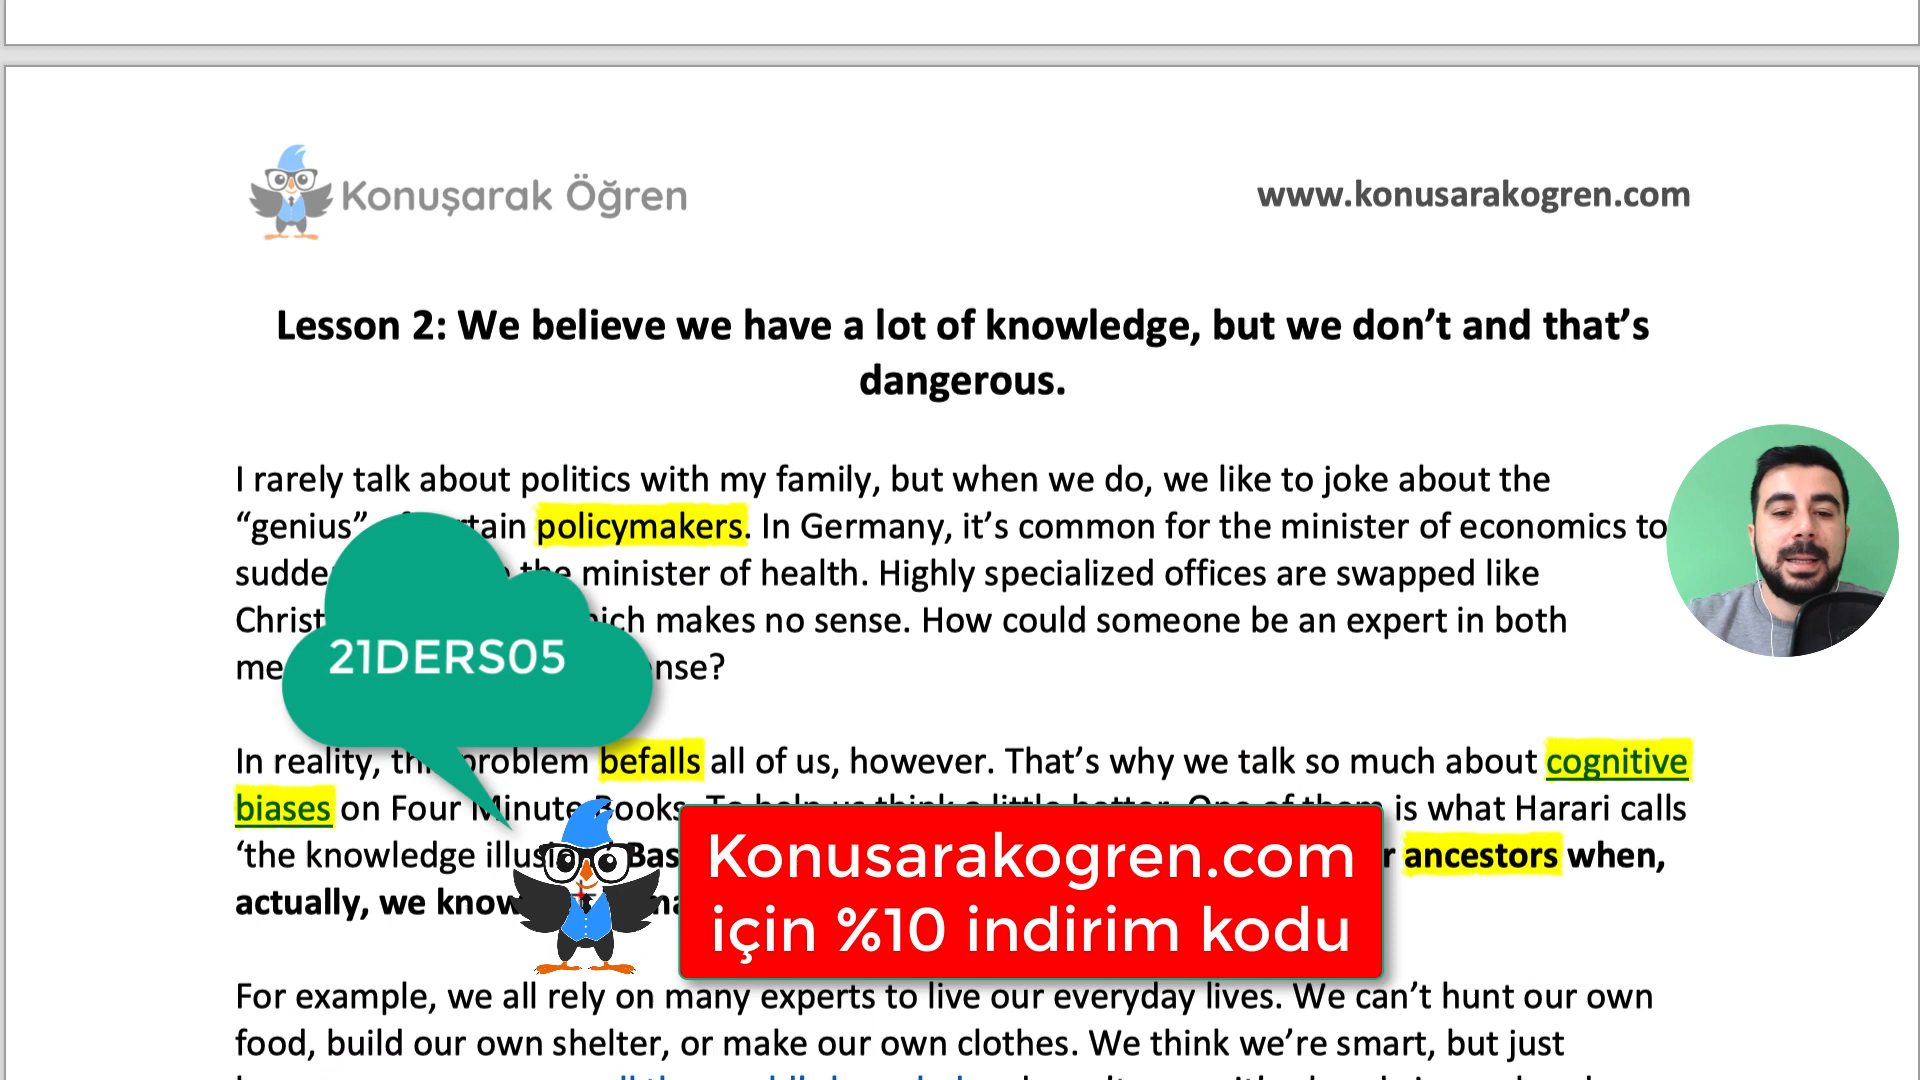 Konuşarak Öğren
www.konusarakogren.com
Lesson 2: We believe we have a lot of knowledge, but we don’t and that’s
dangerous.
I rarely talk about politics with my family, but when we do, we like to joke about the
“genius” policymakers. In Germany, it’s common for the minister of economics to
the minister of health. Highly specialized offices are swapped like
makes no sense. How could someone be an expert in both
21DERS05
In reality, problem befalls all of us, however. That’s why we talk so much about cognitive
biases on Four Minute Books. is what Harari calls
‘the knowledge ancestors when,
actually, we know
Konusarakogren.com
için %10 indirim kodu
For example, we all rely on many experts to live our everyday lives. We can’t hunt our own
food, build our own shelter, or make our own clothes. We think we’re smart, but just